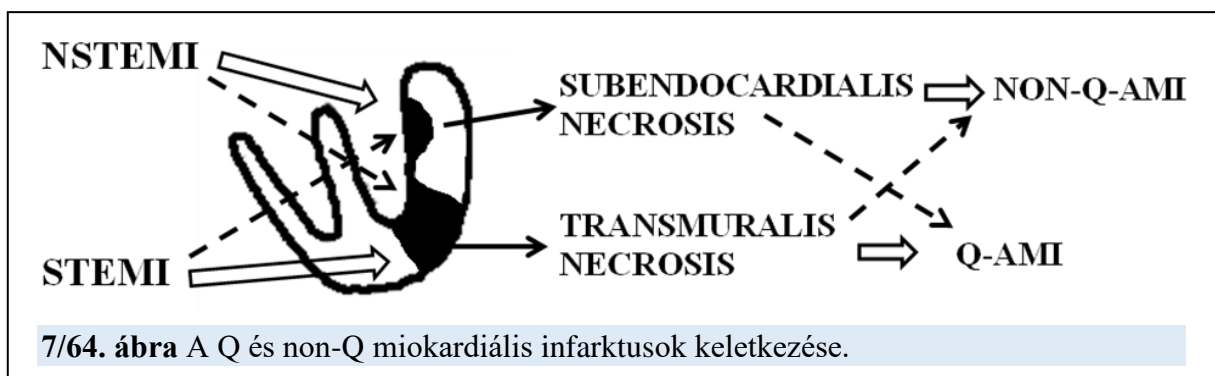 NSTEMI
STEMI
SUBENDOCARDIALIS
NECROSIS
NON-Q-AMI
TRANSMURALIS
NECROSIS
Q-AMI
7/64. ábra A Q és non-Q miokardiális infarktusok keletkezése.